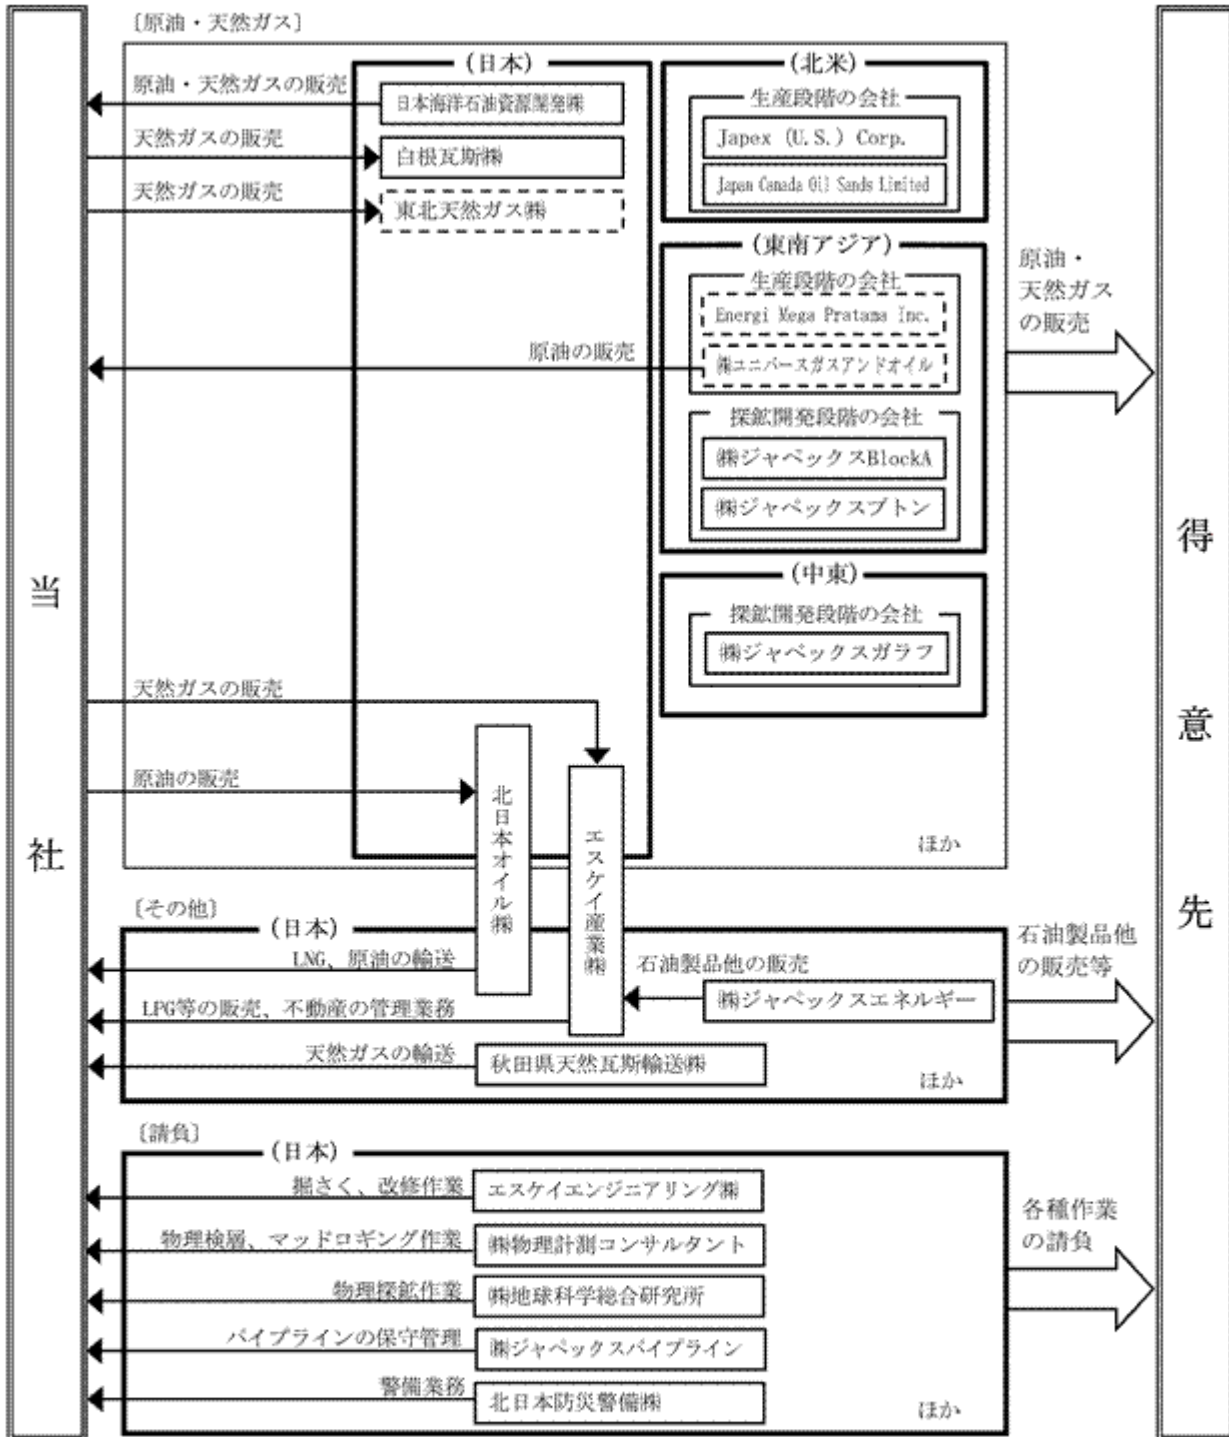 〔原油・天然ガス〕
(日本)
原油・天然ガスの販売
日本海洋石油資源開発㈱
天然ガスの販売
白根瓦斯㈱
天然ガスの販売
東北天然ガス㈱
(北米)
生産段階の会社
Japex (U.S.) Corp.
Japan Canada Oil Sands Limited
(東南アジア)
生産段階の会社
Energi Mega Pratama Inc.
原油の販売
㈱ユニバースガスアンドオイル
探鉱開発段階の会社
㈱ジャペックスBlockA
㈱ジャペックスブトン
(中東)
探鉱開発段階の会社
㈱ジャペックスガラフ
天然ガスの販売
原油の販売
北日本オイル㈱
エスケイ産業㈱
ほか
原油・
天然ガス
の販売
当社
得意先
〔その他〕
(日本)
LNG、原油の輸送
石油製品他の販売
㈱ジャペックスエネルギー
LPG等の販売、不動産の管理業務
天然ガスの輸送
秋田県天然瓦斯輸送㈱
ほか
石油製品他
の販売等
〔請負〕
(日本)
掘さく、改修作業
エスケイエンジニアリング㈱
物理検層、マッドロギング作業
㈱物理計測コンサルタント
物理探鉱作業
㈱地球科学総合研究所
パイプラインの保守管理
㈱ジャペックスパイプライン
警備業務
北日本防災警備㈱
ほか
各種作業
の請負